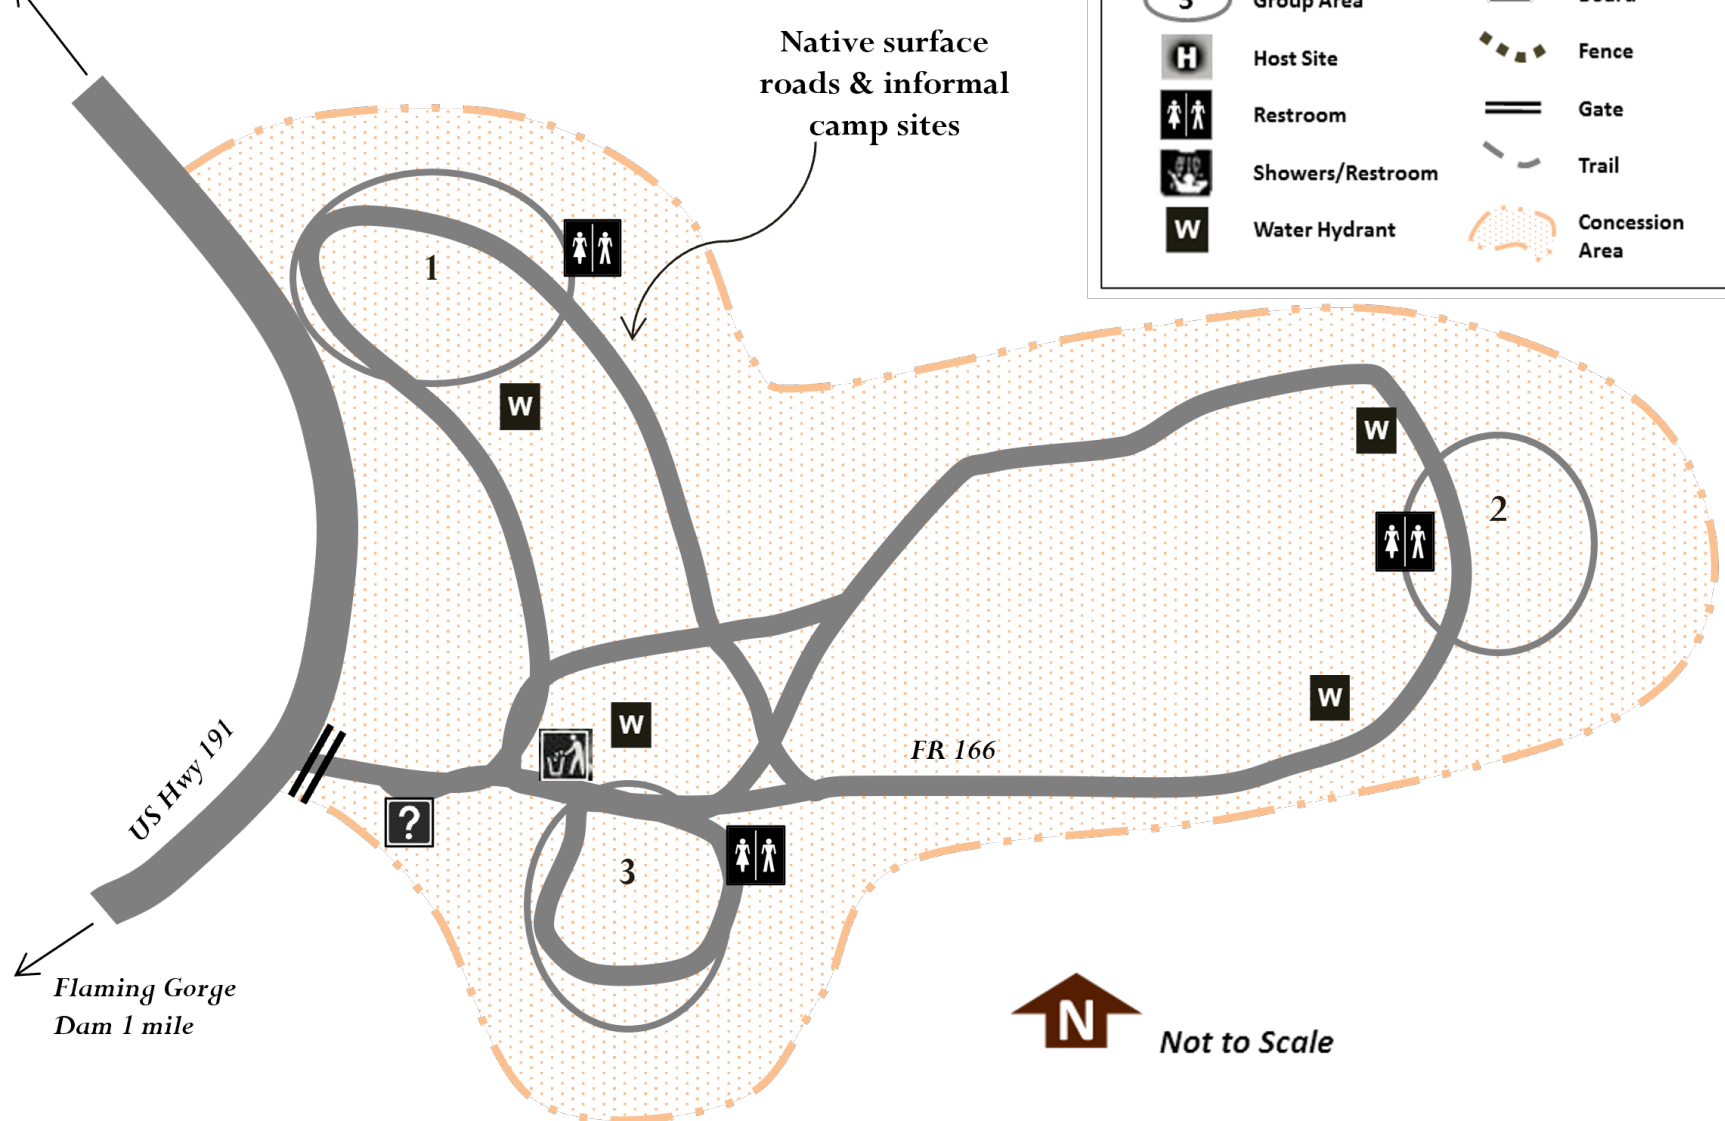 Group Area
Board
Host Site
H
Fence
Restroom
Gate
Showers/Restroom
Trail
W
Water Hydrant
Concession
Area
Native surface
roads & informal
camp sites
1
W
W
2
W
W
FR 166
US Hwy 191
?
3
Flaming Gorge
Dam 1 mile
N
Not to Scale